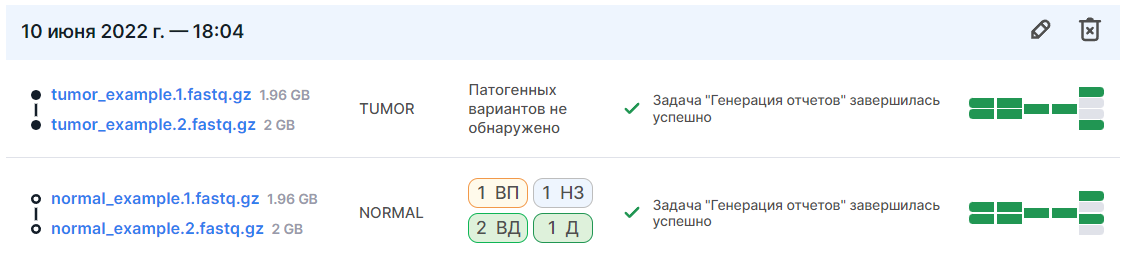 10 июня 2022 г. — 18:04
tumor_example.1.fastq.gz 1.96 GB
tumor_example.2.fastq.gz 2 GB
TUMOR
Патогенных
вариантов не
обнаружено
Задача "Генерация отчетов" завершилась
успешно
normal_example.1.fastq.gz 1.96 GB
normal_example.2.fastq.gz 2 GB
NORMAL
1 ВП 1 НЗ
2 ВД 1 Д
Задача "Генерация отчетов" завершилась
успешно